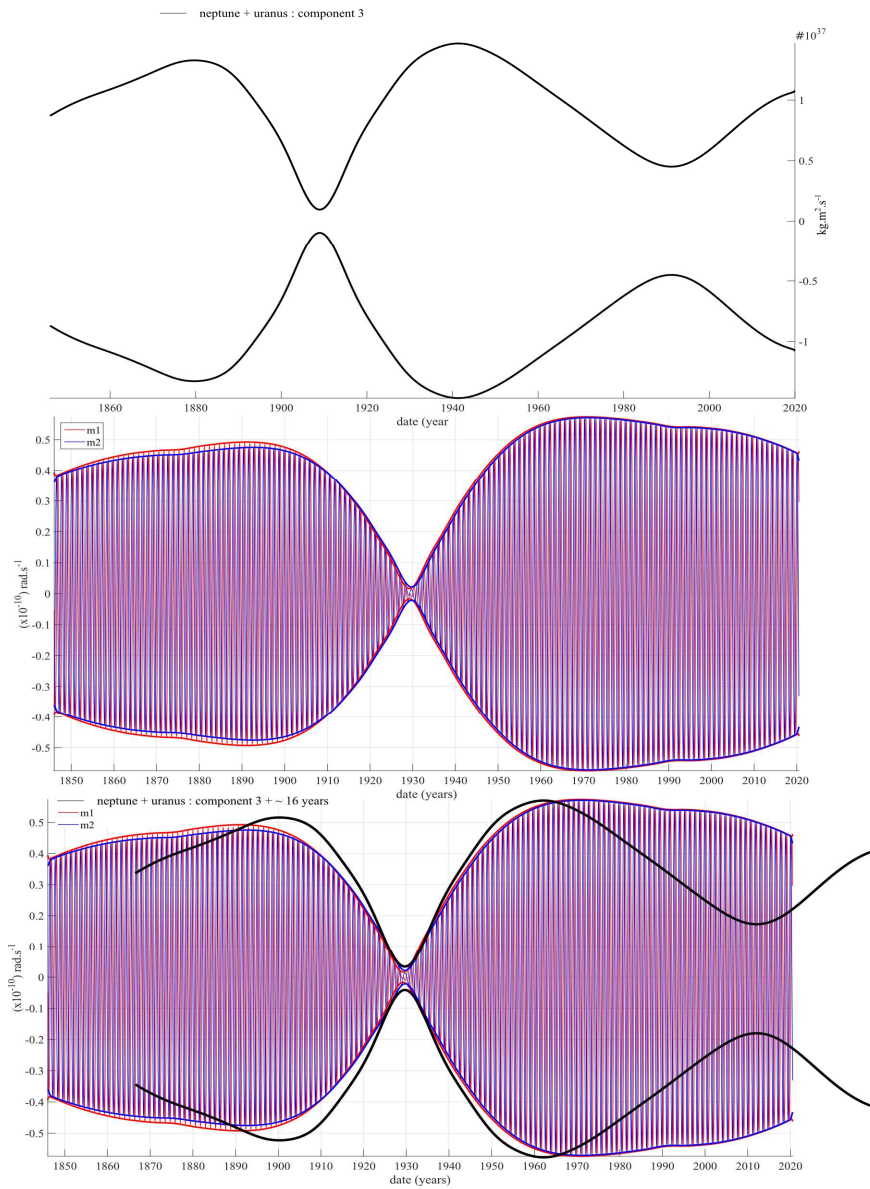 neptune + uranus : component 3
#10^37
1
0.5
0
-0.5
-1
kg.m².s⁻¹
1860 1880 1900 1920 1940 1960 1980 2000 2020
date (year
m1
m2
0.5
0.4
0.3
0.2
0.1
0
-0.1
-0.2
-0.3
-0.4
-0.5
(x10⁻¹⁰) rad.s⁻¹
1850 1860 1870 1880 1890 1900 1910 1920 1930 1940 1950 1960 1970 1980 1990 2000 2010 2020
date (years)
neptune + uranus : component 3 + ~ 16 years
m1
m2
0.5
0.4
0.3
0.2
0.1
0
-0.1
-0.2
-0.3
-0.4
-0.5
(x10⁻¹⁰) rad.s⁻¹
1850 1860 1870 1880 1890 1900 1910 1920 1930 1940 1950 1960 1970 1980 1990 2000 2010 2020
date (years)